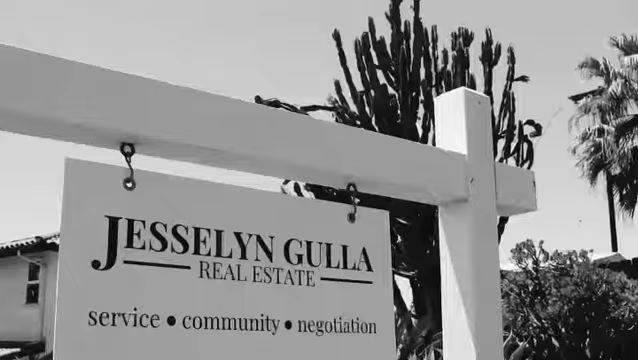 JESSELYN GULLA
REAL ESTATE
service • community • negotiation